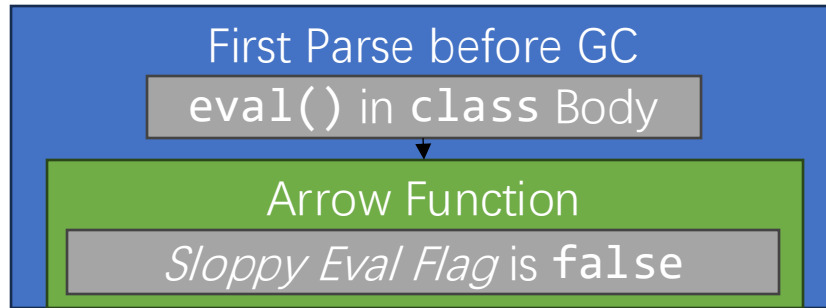 First Parse before GC
eval() in class Body
Arrow Function
Sloppy Eval Flag is false